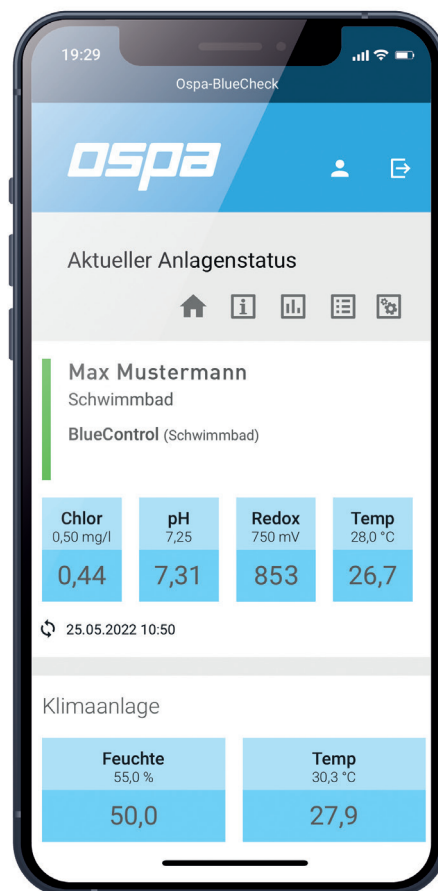 19:29
Ospa-BlueCheck
ospa
Aktueller Anlagenstatus
Max Mustermann
Schwimmbad
BlueControl (Schwimmbad)
Chlor pH Redox Temp
0,50 mg/l 7,25 750 mV 28,0 °C
0,44 7,31 853 26,7
25.05.2022 10:50
Klimaanlage
Feuchte Temp
55,0 % 30,3 °C
50,0 27,9